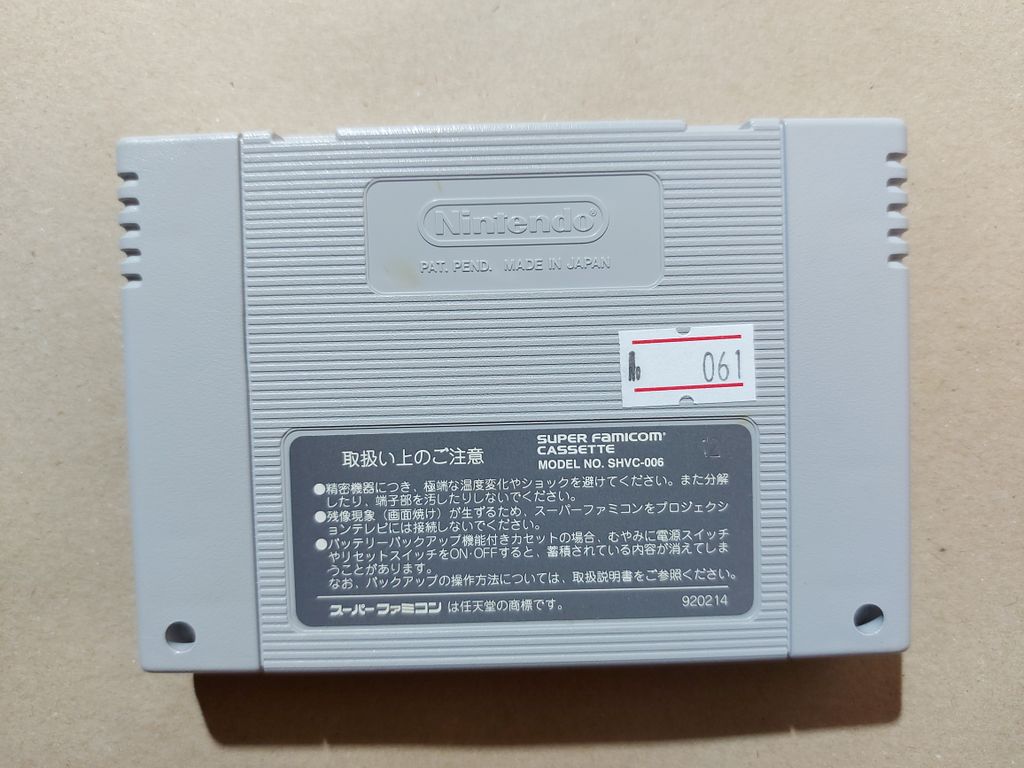 Nintendo®
PAT. PEND. MADE IN JAPAN
No 061
取扱い上のご注意
SUPER FAMICOM
CASSETTE
MODEL NO. SHVC-006
12
●精密機器につき、極端な温度変化やショックを避けてください。また分解
したり、端子部を汚したりしないでください。
●残像現象（画面焼け）が生ずるため、スーパーファミコンをプロジェクシ
ョンテレビには接続しないでください。
●バッテリーバックアップ機能付きカセットの場合、むやみに電源スイッチ
やリセットスイッチをON·OFFすると、蓄積されている内容が消えてしま
うことがあります。
なお、バックアップの操作方法については、取扱説明書をご参照ください。
スーパーファミコン は任天堂の商標です。
920214